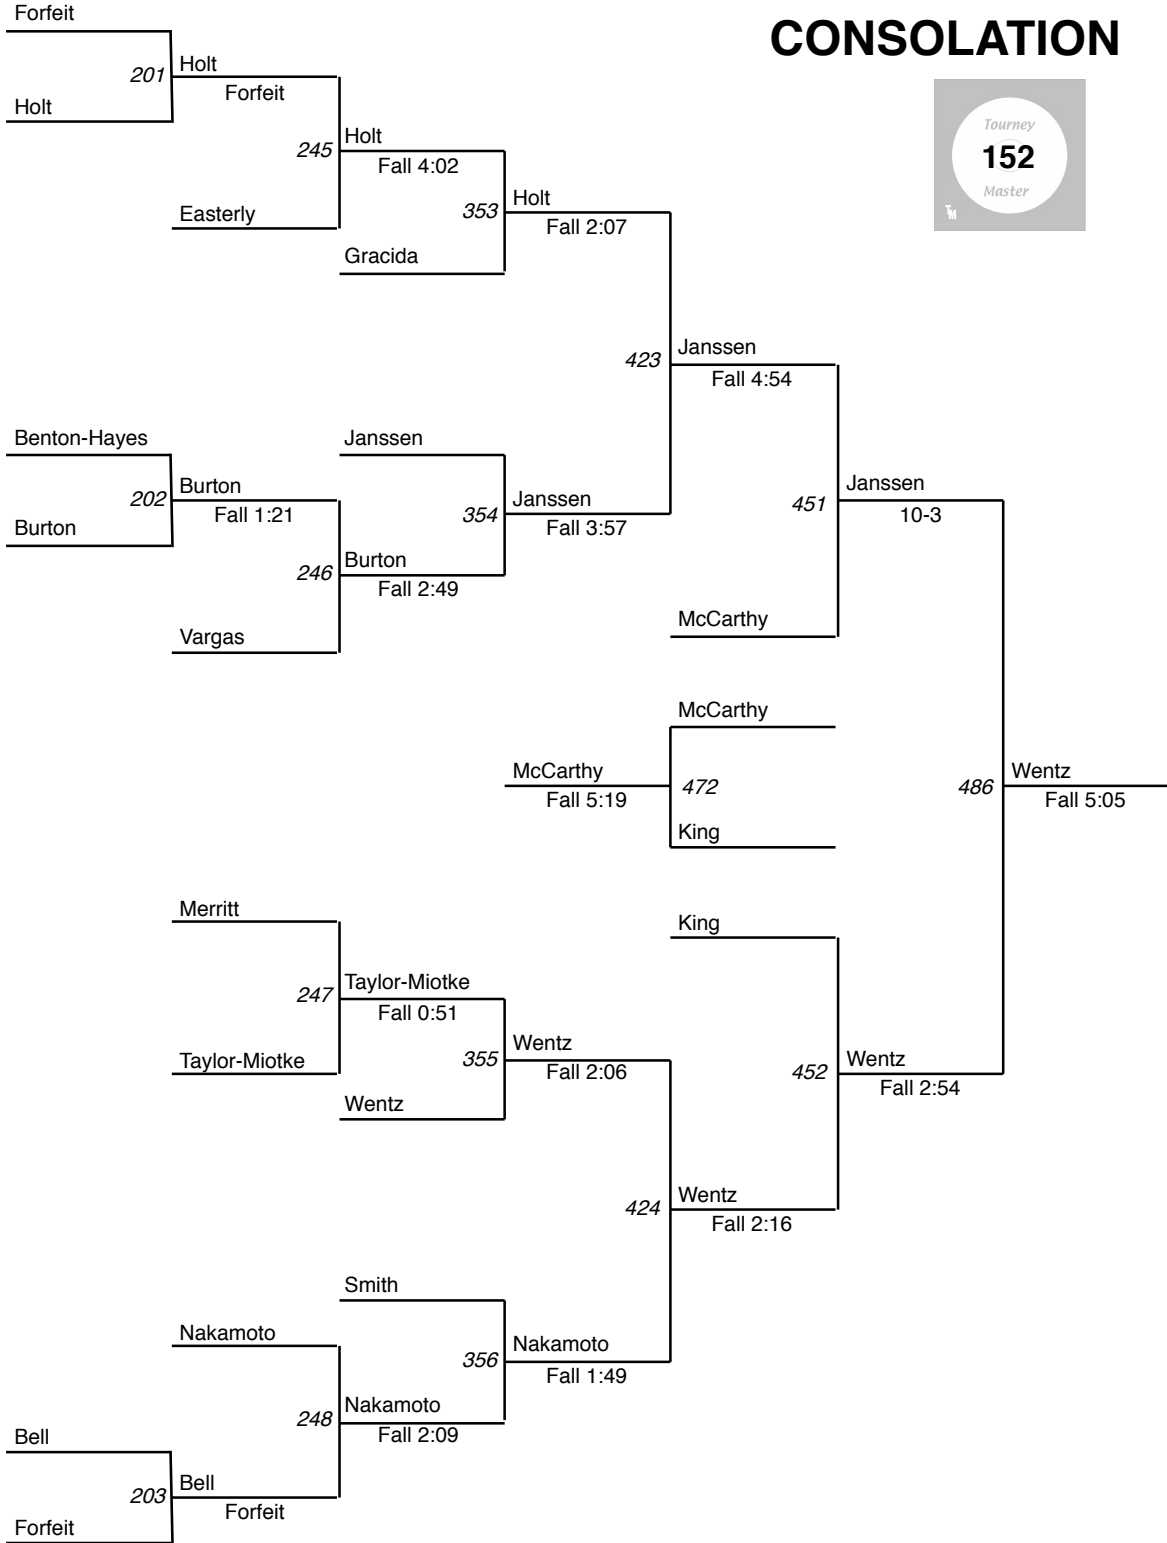 Forfeit
CONSOLATION
201
Holt
Forfeit
Holt
Tourney
152
Master
TM
245
Holt
Fall 4:02
Easterly
353
Holt
Fall 2:07
Gracida
423
Janssen
Fall 4:54
Benton-Hayes
Janssen
202
Burton
Fall 1:21
354
Janssen
Fall 3:57
451
Janssen
10-3
Burton
246
Burton
Fall 2:49
McCarthy
Vargas
McCarthy
McCarthy
Fall 5:19
472
486
Wentz
Fall 5:05
King
Merritt
King
247
Taylor-Miotke
Fall 0:51
355
Wentz
Fall 2:06
452
Wentz
Fall 2:54
Taylor-Miotke
Wentz
424
Wentz
Fall 2:16
Smith
Nakamoto
356
Nakamoto
Fall 1:49
248
Nakamoto
Fall 2:09
Bell
203
Bell
Forfeit
Forfeit